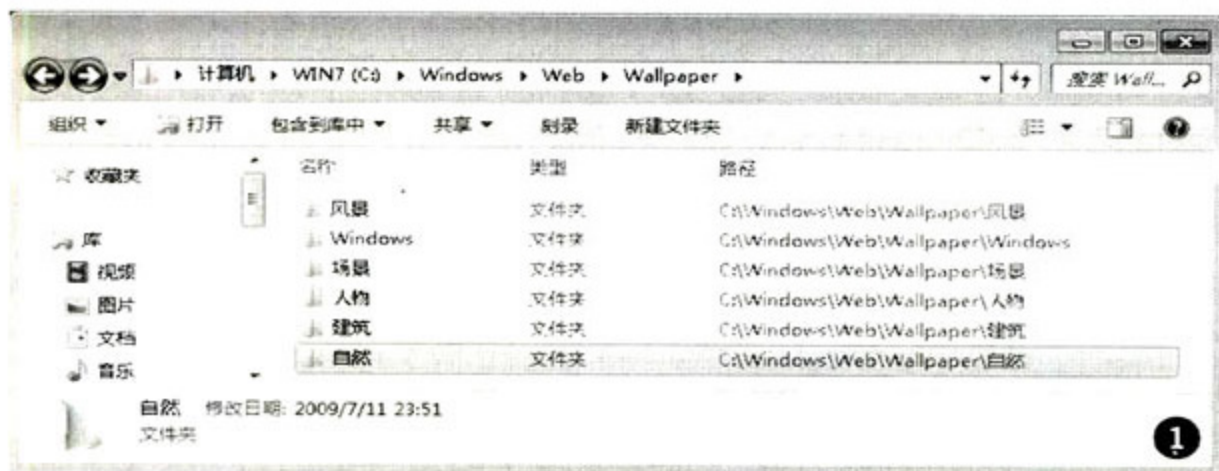 计算机 ▸ WIN7 (C:) ▸ Windows ▸ Web ▸ Wallpaper ▸ 搜索 Wall...
组织 打开 包含到库中 共享 刻录 新建文件夹
收藏夹
库
视频
图片
文档
音乐
名称 类型 路径
风景 文件夹 C:\Windows\Web\Wallpaper\风景
Windows 文件夹 C:\Windows\Web\Wallpaper\Windows
场景 文件夹 C:\Windows\Web\Wallpaper\场景
人物 文件夹 C:\Windows\Web\Wallpaper\人物
建筑 文件夹 C:\Windows\Web\Wallpaper\建筑
自然 文件夹 C:\Windows\Web\Wallpaper\自然
自然 修改日期: 2009/7/11 23:51
文件夹
1